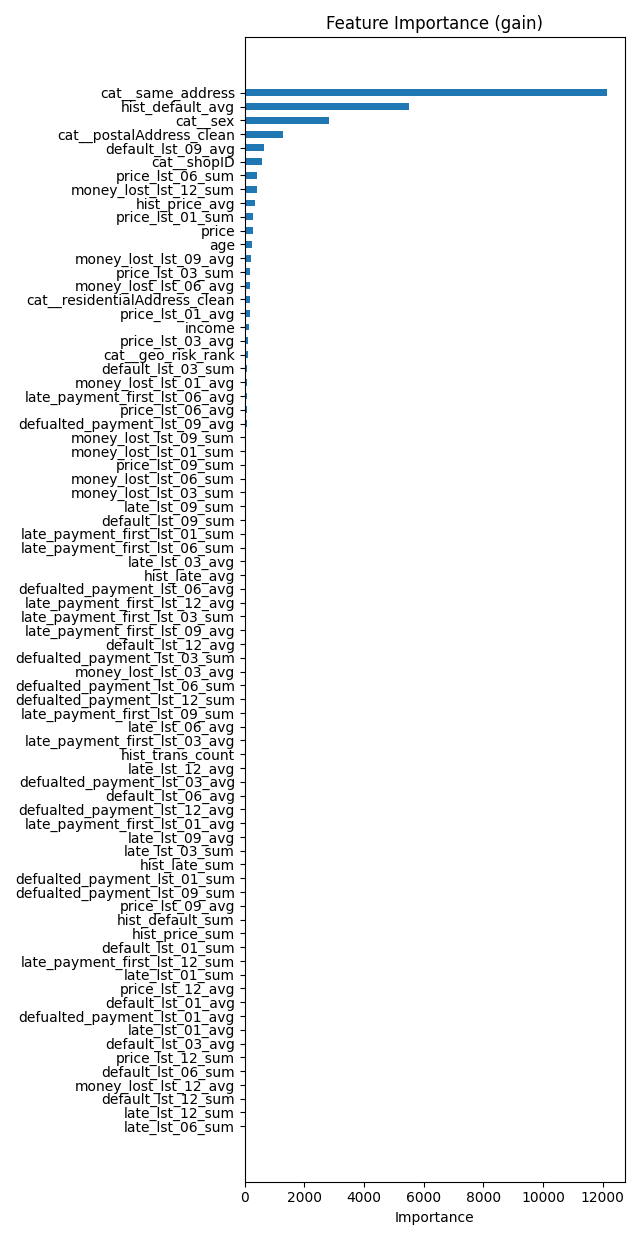 Feature Importance (gain)
cat__same_address
hist_default_avg
cat__sex
cat__postalAddress_clean
default_lst_09_avg
cat__shopID
price_lst_06_sum
money_lost_lst_12_sum
hist_price_avg
price_lst_01_sum
price
age
money_lost_lst_09_avg
price_lst_03_sum
money_lost_lst_06_avg
cat__residentialAddress_clean
price_lst_01_avg
income
price_lst_03_avg
cat__geo_risk_rank
default_lst_03_sum
money_lost_lst_01_avg
late_payment_first_lst_06_avg
price_lst_06_avg
defualted_payment_lst_09_avg
money_lost_lst_09_sum
money_lost_lst_01_sum
price_lst_09_sum
money_lost_lst_06_sum
money_lost_lst_03_sum
late_lst_09_sum
default_lst_09_sum
late_payment_first_lst_01_sum
late_payment_first_lst_06_sum
late_lst_03_avg
hist_late_avg
defualted_payment_lst_06_avg
late_payment_first_lst_12_avg
late_payment_first_lst_03_sum
late_payment_first_lst_09_avg
default_lst_12_avg
defualted_payment_lst_03_sum
money_lost_lst_03_avg
defualted_payment_lst_06_sum
defualted_payment_lst_12_sum
late_payment_first_lst_09_sum
late_lst_06_avg
late_payment_first_lst_03_avg
hist_trans_count
late_lst_12_avg
defualted_payment_lst_03_avg
default_lst_06_avg
defualted_payment_lst_12_avg
late_payment_first_lst_01_avg
late_lst_09_avg
late_lst_03_sum
hist_late_sum
defualted_payment_lst_01_sum
defualted_payment_lst_09_sum
price_lst_09_avg
hist_default_sum
hist_price_sum
default_lst_01_sum
late_payment_first_lst_12_sum
late_lst_01_sum
price_lst_12_avg
default_lst_01_avg
defualted_payment_lst_01_avg
late_lst_01_avg
default_lst_03_avg
price_lst_12_sum
default_lst_06_sum
money_lost_lst_12_avg
default_lst_12_sum
late_lst_12_sum
late_lst_06_sum
0 2000 4000 6000 8000 10000 12000
Importance